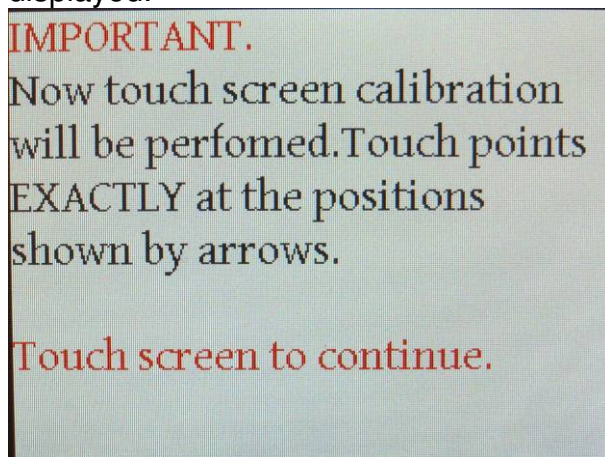 displayed.
IMPORTANT.
Now touch screen calibration
will be perfomed.Touch points
EXACTLY at the positions
shown by arrows.
Touch screen to continue.